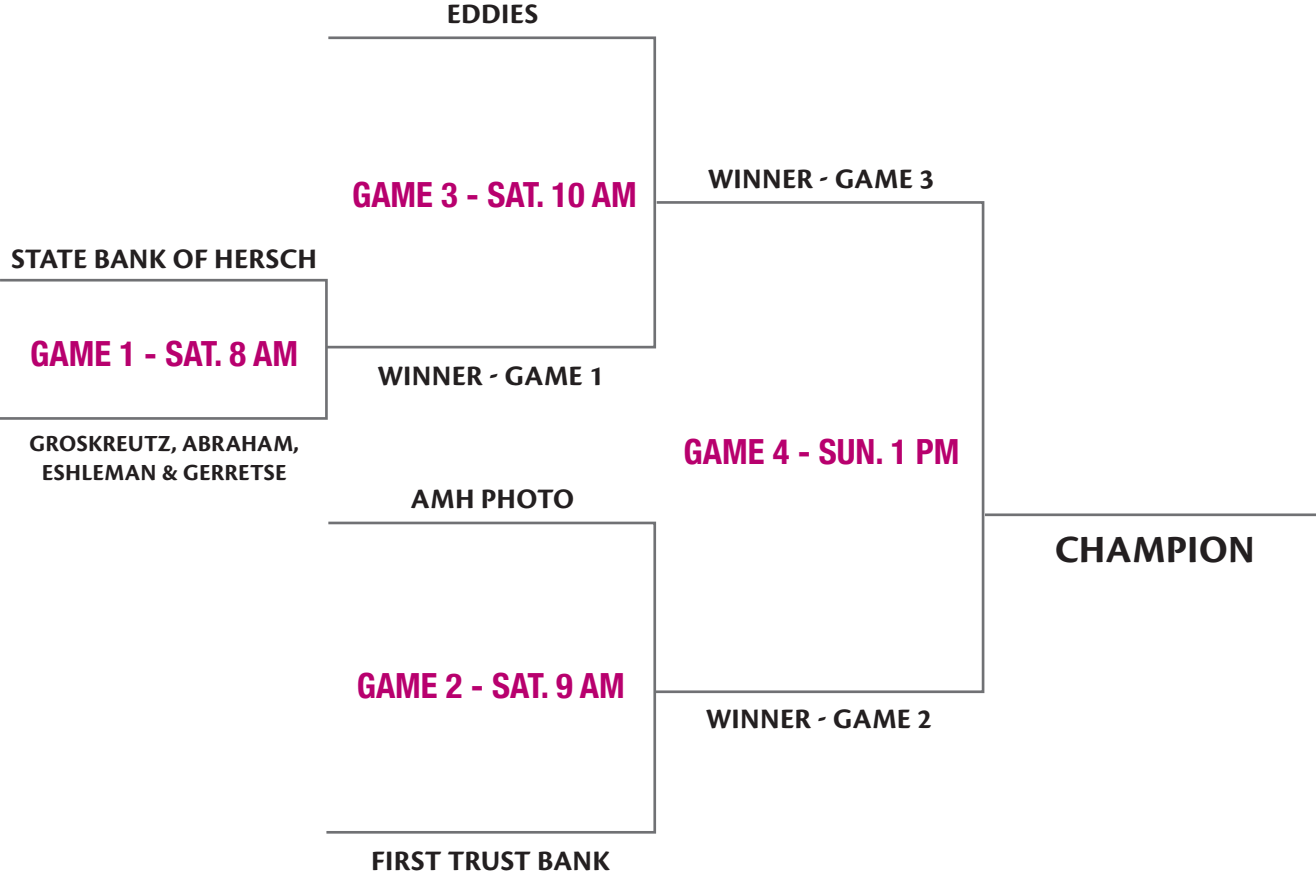 EDDIES
GAME 3 - SAT. 10 AM
WINNER - GAME 3
STATE BANK OF HERSCH
GAME 1 - SAT. 8 AM
WINNER - GAME 1
GROSKREUTZ, ABRAHAM,
ESHLEMAN & GERRETSE
GAME 4 - SUN. 1 PM
AMH PHOTO
CHAMPION
GAME 2 - SAT. 9 AM
WINNER - GAME 2
FIRST TRUST BANK